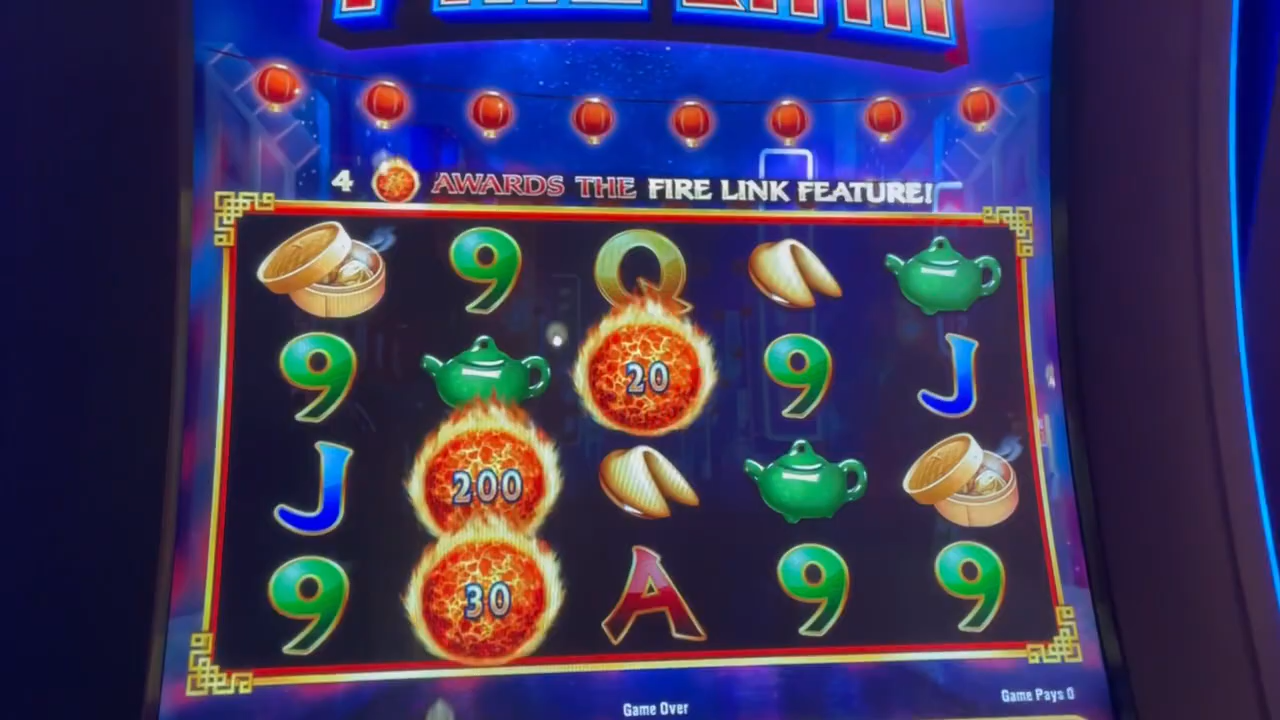 4 AWARDS THE FIRE LINK FEATURE!
9 Q
9 20 9 J
J 200
9 30 A 9 9
Game Pays 0
Game Over